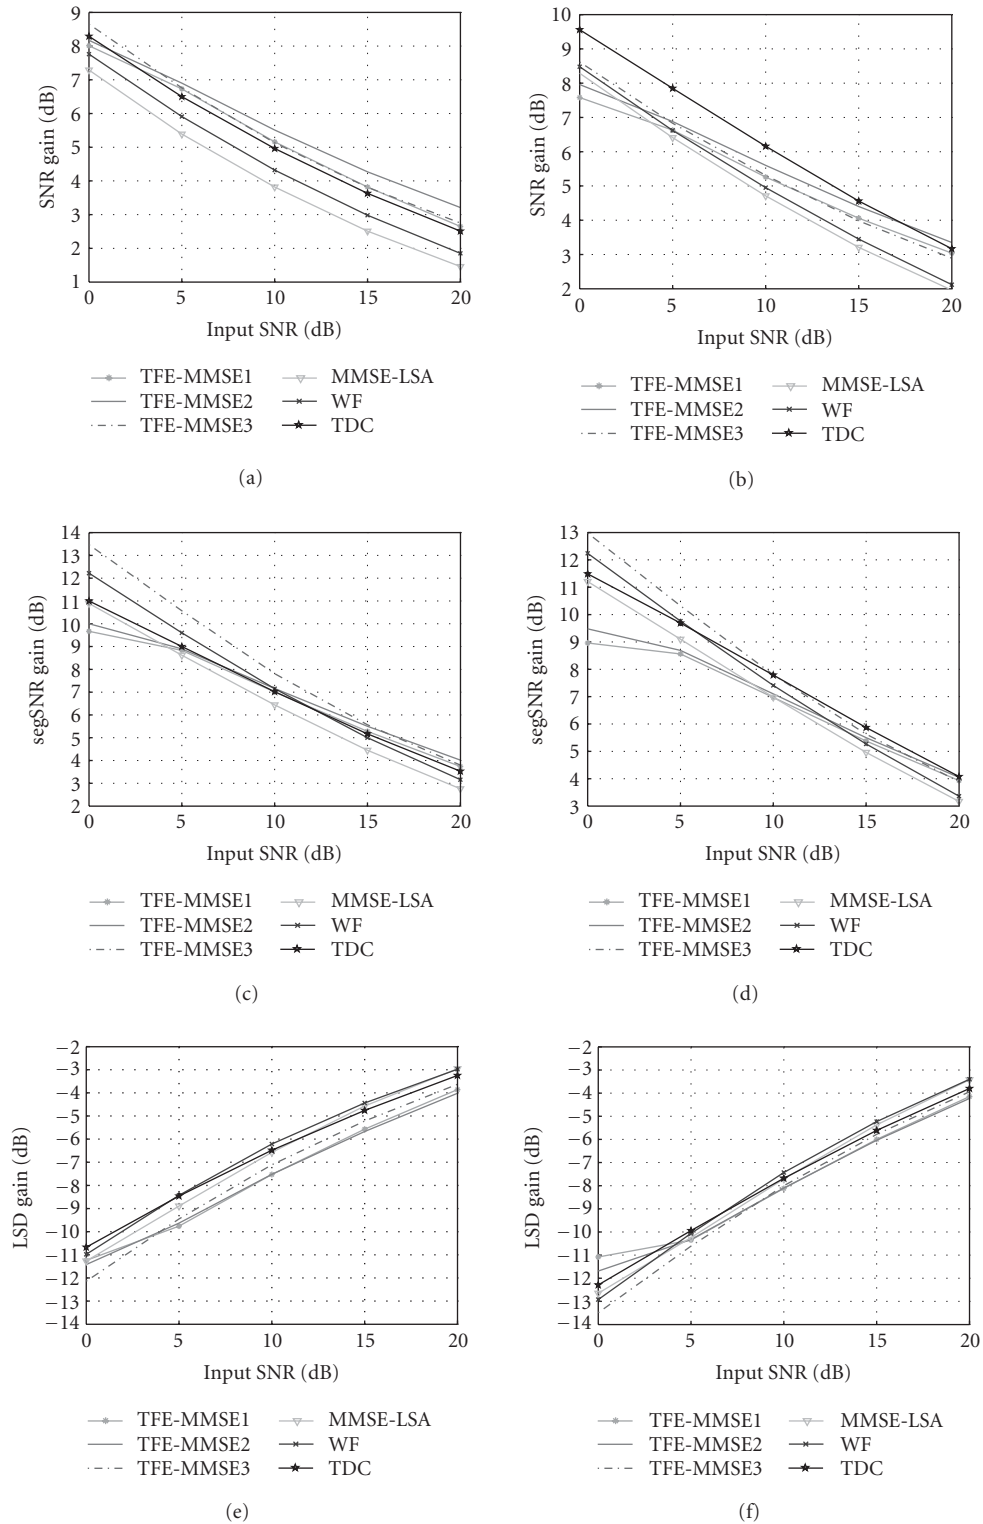 9
8
7
6
5
4
3
2
1
SNR gain (dB)
0 5 10 15 20
Input SNR (dB)
TFE-MMSE1 MMSE-LSA
TFE-MMSE2 WF
TFE-MMSE3 TDC
(a)
10
9
8
7
6
5
4
3
2
SNR gain (dB)
0 5 10 15 20
Input SNR (dB)
TFE-MMSE1 MMSE-LSA
TFE-MMSE2 WF
TFE-MMSE3 TDC
(b)
14
13
12
11
10
9
8
7
6
5
4
3
2
segSNR gain (dB)
0 5 10 15 20
Input SNR (dB)
TFE-MMSE1 MMSE-LSA
TFE-MMSE2 WF
TFE-MMSE3 TDC
(c)
13
12
11
10
9
8
7
6
5
4
3
segSNR gain (dB)
0 5 10 15 20
Input SNR (dB)
TFE-MMSE1 MMSE-LSA
TFE-MMSE2 WF
TFE-MMSE3 TDC
(d)
−2
−3
−4
−5
−6
−7
−8
−9
−10
−11
−12
−13
−14
LSD gain (dB)
0 5 10 15 20
Input SNR (dB)
TFE-MMSE1 MMSE-LSA
TFE-MMSE2 WF
TFE-MMSE3 TDC
(e)
−2
−3
−4
−5
−6
−7
−8
−9
−10
−11
−12
−13
−14
LSD gain (dB)
0 5 10 15 20
Input SNR (dB)
TFE-MMSE1 MMSE-LSA
TFE-MMSE2 WF
TFE-MMSE3 TDC
(f)